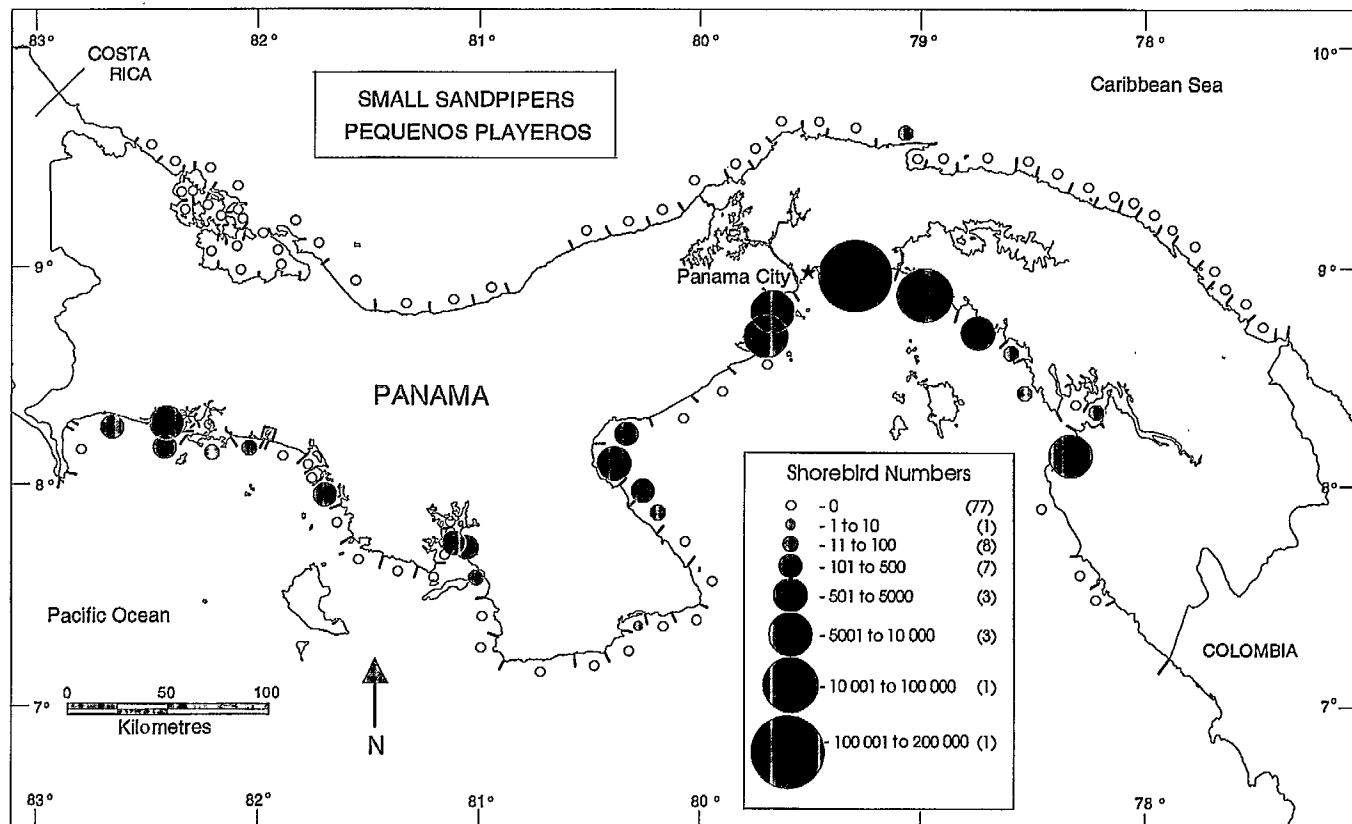 83° 82° 81° 80° 79° 78°
10° 10°
COSTA
RICA
SMALL SANDPIPERS
PEQUENOS PLAYEROS
Caribbean Sea
9° 9°
Panama City
PANAMA
8° 8°
Shorebird Numbers
- 0 (77)
- 1 to 10 (1)
- 11 to 100 (8)
- 101 to 500 (7)
- 501 to 5000 (3)
- 5001 to 10 000 (3)
- 10 001 to 100 000 (1)
- 100 001 to 200 000 (1)
Pacific Ocean
COLOMBIA
0 50 100
Kilometres
N
7° 7°
83° 82° 81° 80° 78°